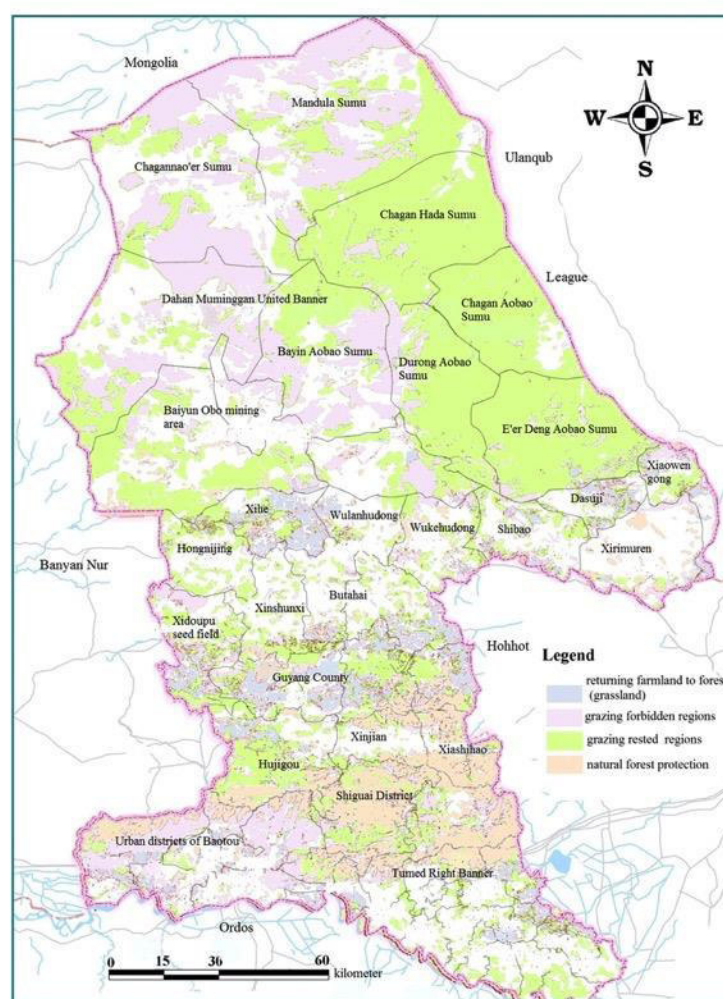 Mongolia
Mandula Sumu
N
W
E
S
Chagannao'er Sumu
Ulanqub
Chagan Hada Sumu
League
Dahan Muminggan United Banner
Chagan Aobao
Sumu
Bayin Aobao Sumu
Durong Aobao
Sumu
Baiyun Obo mining
area
E'er Deng Aobao Sumu
Xiaowen
gong
Dasuji
Xihe
Wulanhudong
Wukehudong
Shibao
Hongnijing
Xirimuren
Banyan Nur
Butahai
Xinshunxi
Xidoupu
seed field
Hohhot
Guyang County
Legend
returning farmland to fores
(grassland)
grazing forbidden regions
grazing rested regions
natural forest protection
Xinjian
Xiashihao
Hujigou
Shiguai District
Urban districts of Baotou
Tumed Right Banner
Ordos
0 15 30 60
kilometer